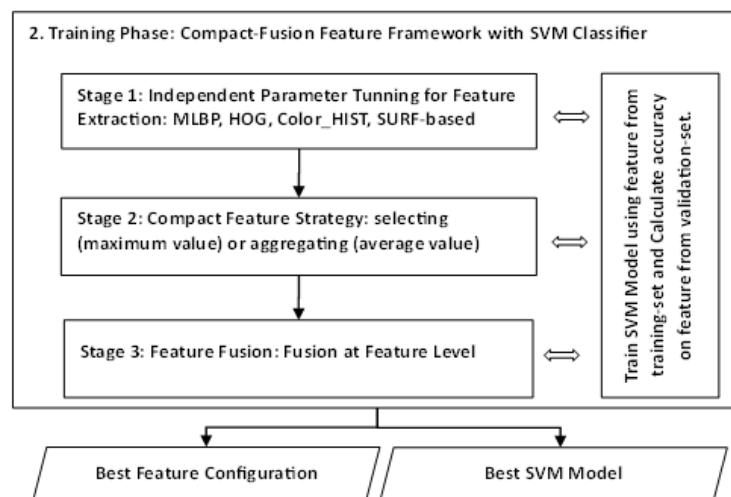 2. Training Phase: Compact-Fusion Feature Framework with SVM Classifier
Stage 1: Independent Parameter Tunning for Feature
Extraction: MLBP, HOG, Color_HIST, SURF-based
Stage 2: Compact Feature Strategy: selecting
(maximum value) or aggregating (average value)
Stage 3: Feature Fusion: Fusion at Feature Level
Train SVM Model using feature from
training-set and Calculate accuracy
on feature from validation-set.
Best Feature Configuration
Best SVM Model